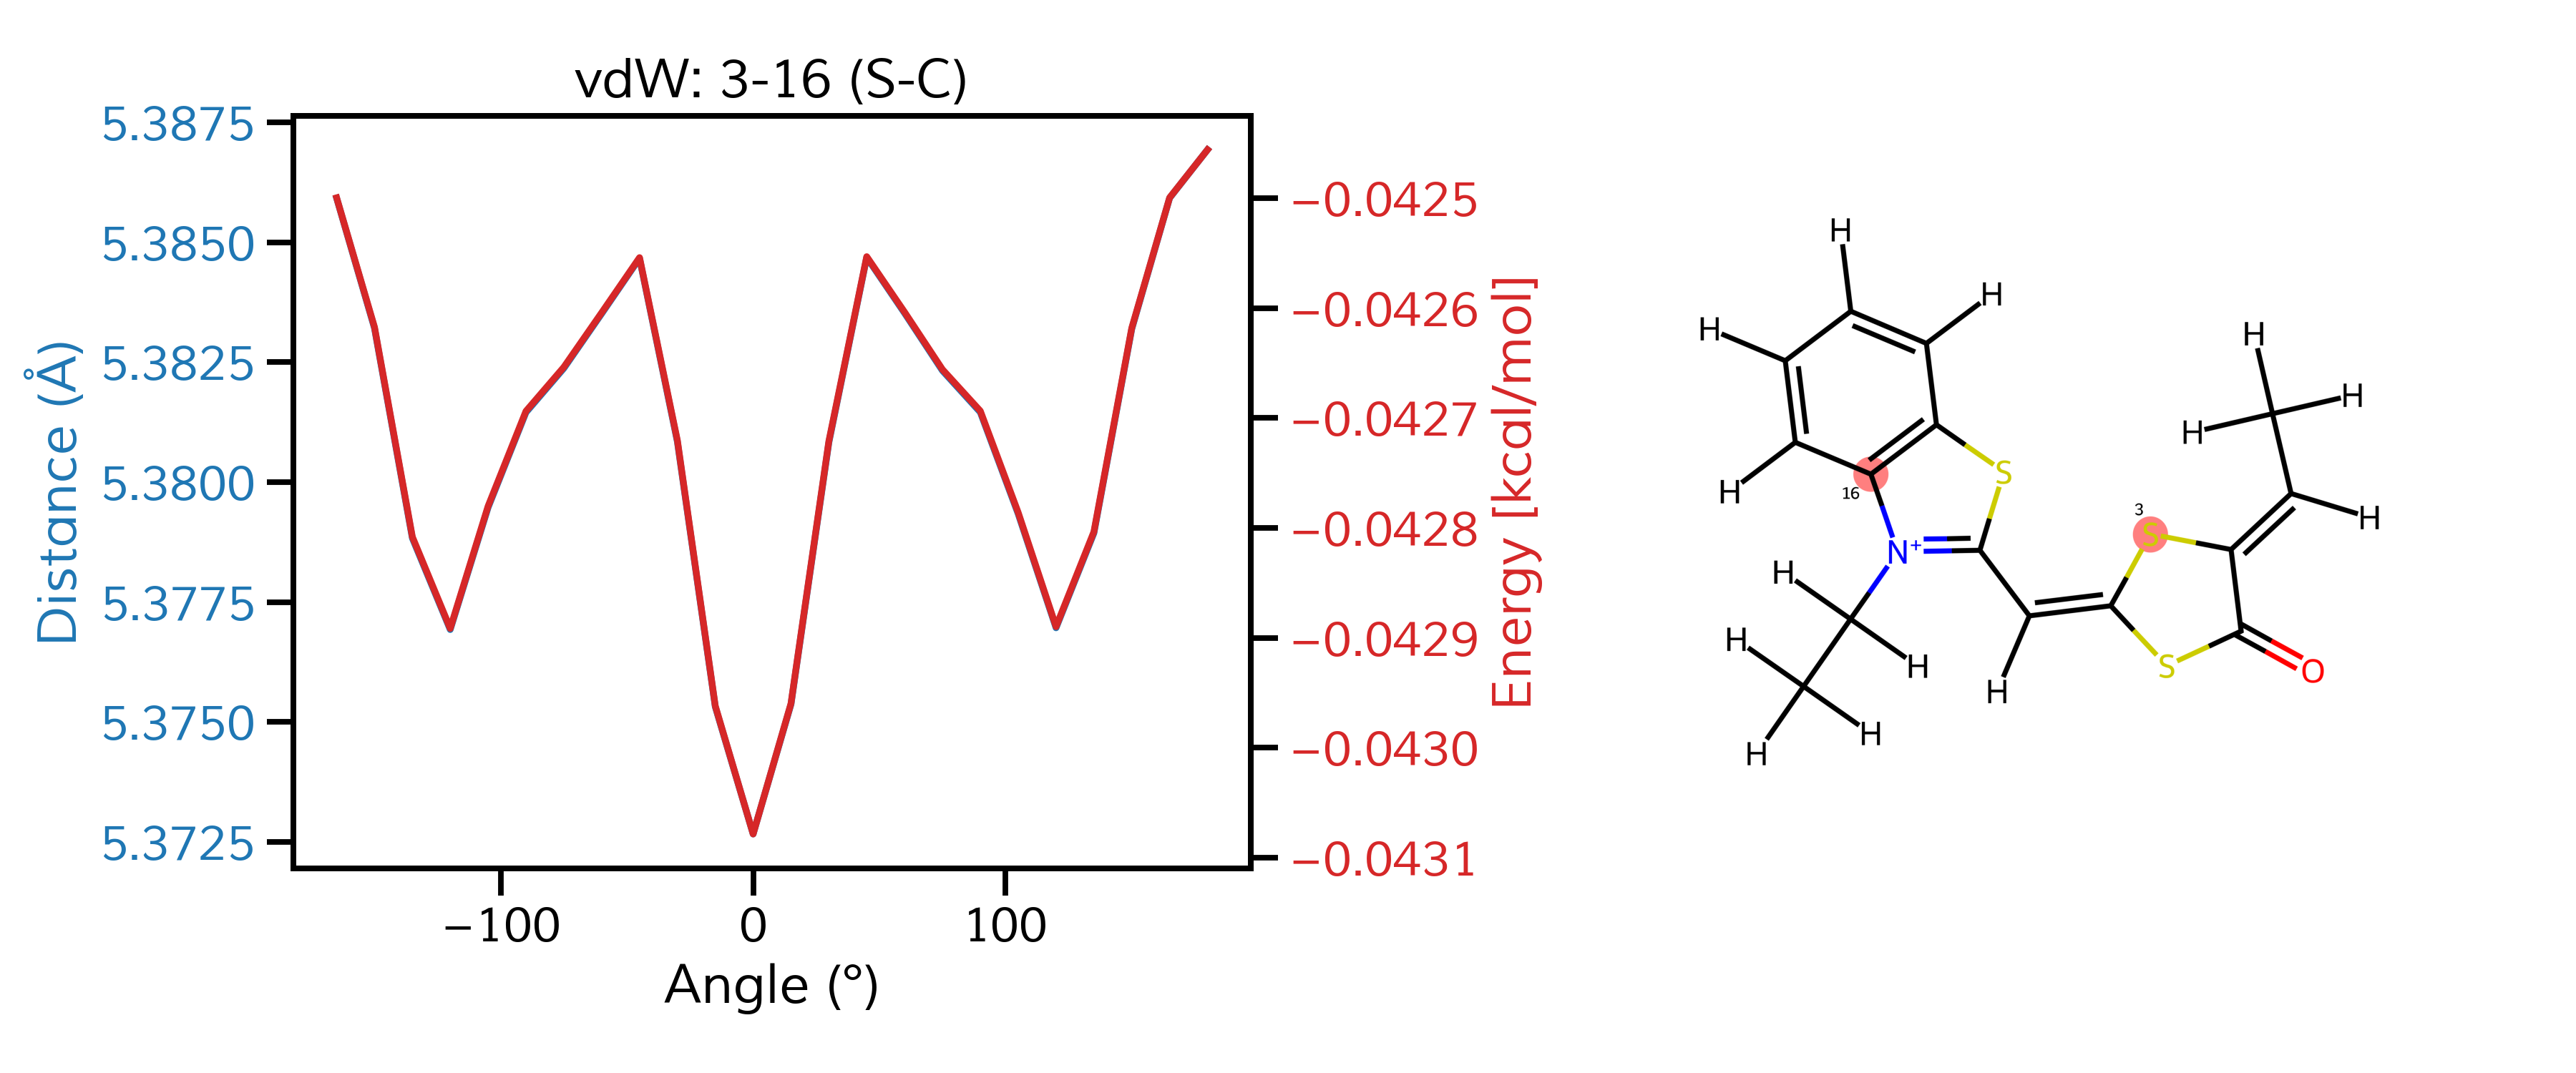 vdW: 3-16 (S-C)
5.3875
5.3850
5.3825
5.3800
5.3775
5.3750
5.3725
Distance (Å)
−100
0
100
Angle (°)
−0.0425
−0.0426
−0.0427
−0.0428
−0.0429
−0.0430
−0.0431
Energy [kcal/mol]
H
H
H
H
H
H
H
S
16
3
S
H
H
N+
H
H
H
S
O
H
H
H